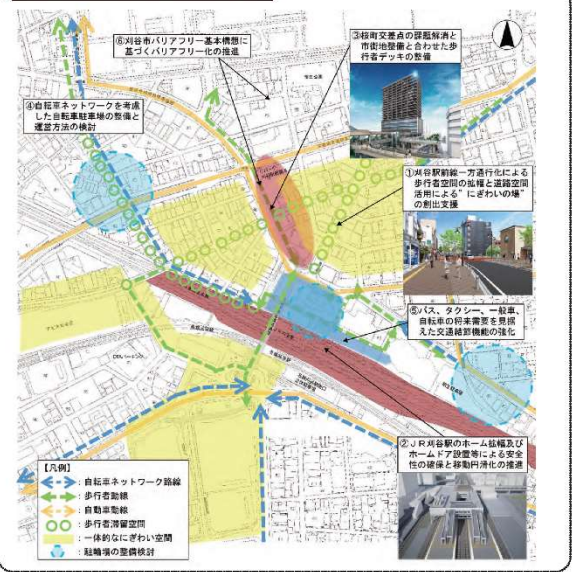 ⑥刈谷市バリアフリー基本構想に
基づくバリアフリー化の推進
③桜町交差点の課題解消と
市街地整備と合わせた歩
行者デッキの整備
④自転車ネットワークを考慮
した自転車駐車場の整備と
運営方法の検討
①刈谷駅前線一方通行化による
歩行者空間の拡幅と道路空間
活用による"にぎわいの場"
の創出支援
⑤バス、タクシー、一般車、
自転車の将来需要を見据
えた交通結節機能の強化
②JR刈谷駅のホーム拡幅及び
ホームドア設置等による安全
性の確保と移動円滑化の推進
【凡例】
：自転車ネットワーク路線
：歩行者動線
：自動車動線
：歩行者滞留空間
：一体的なにぎわい空間
：駐輪場の整備検討